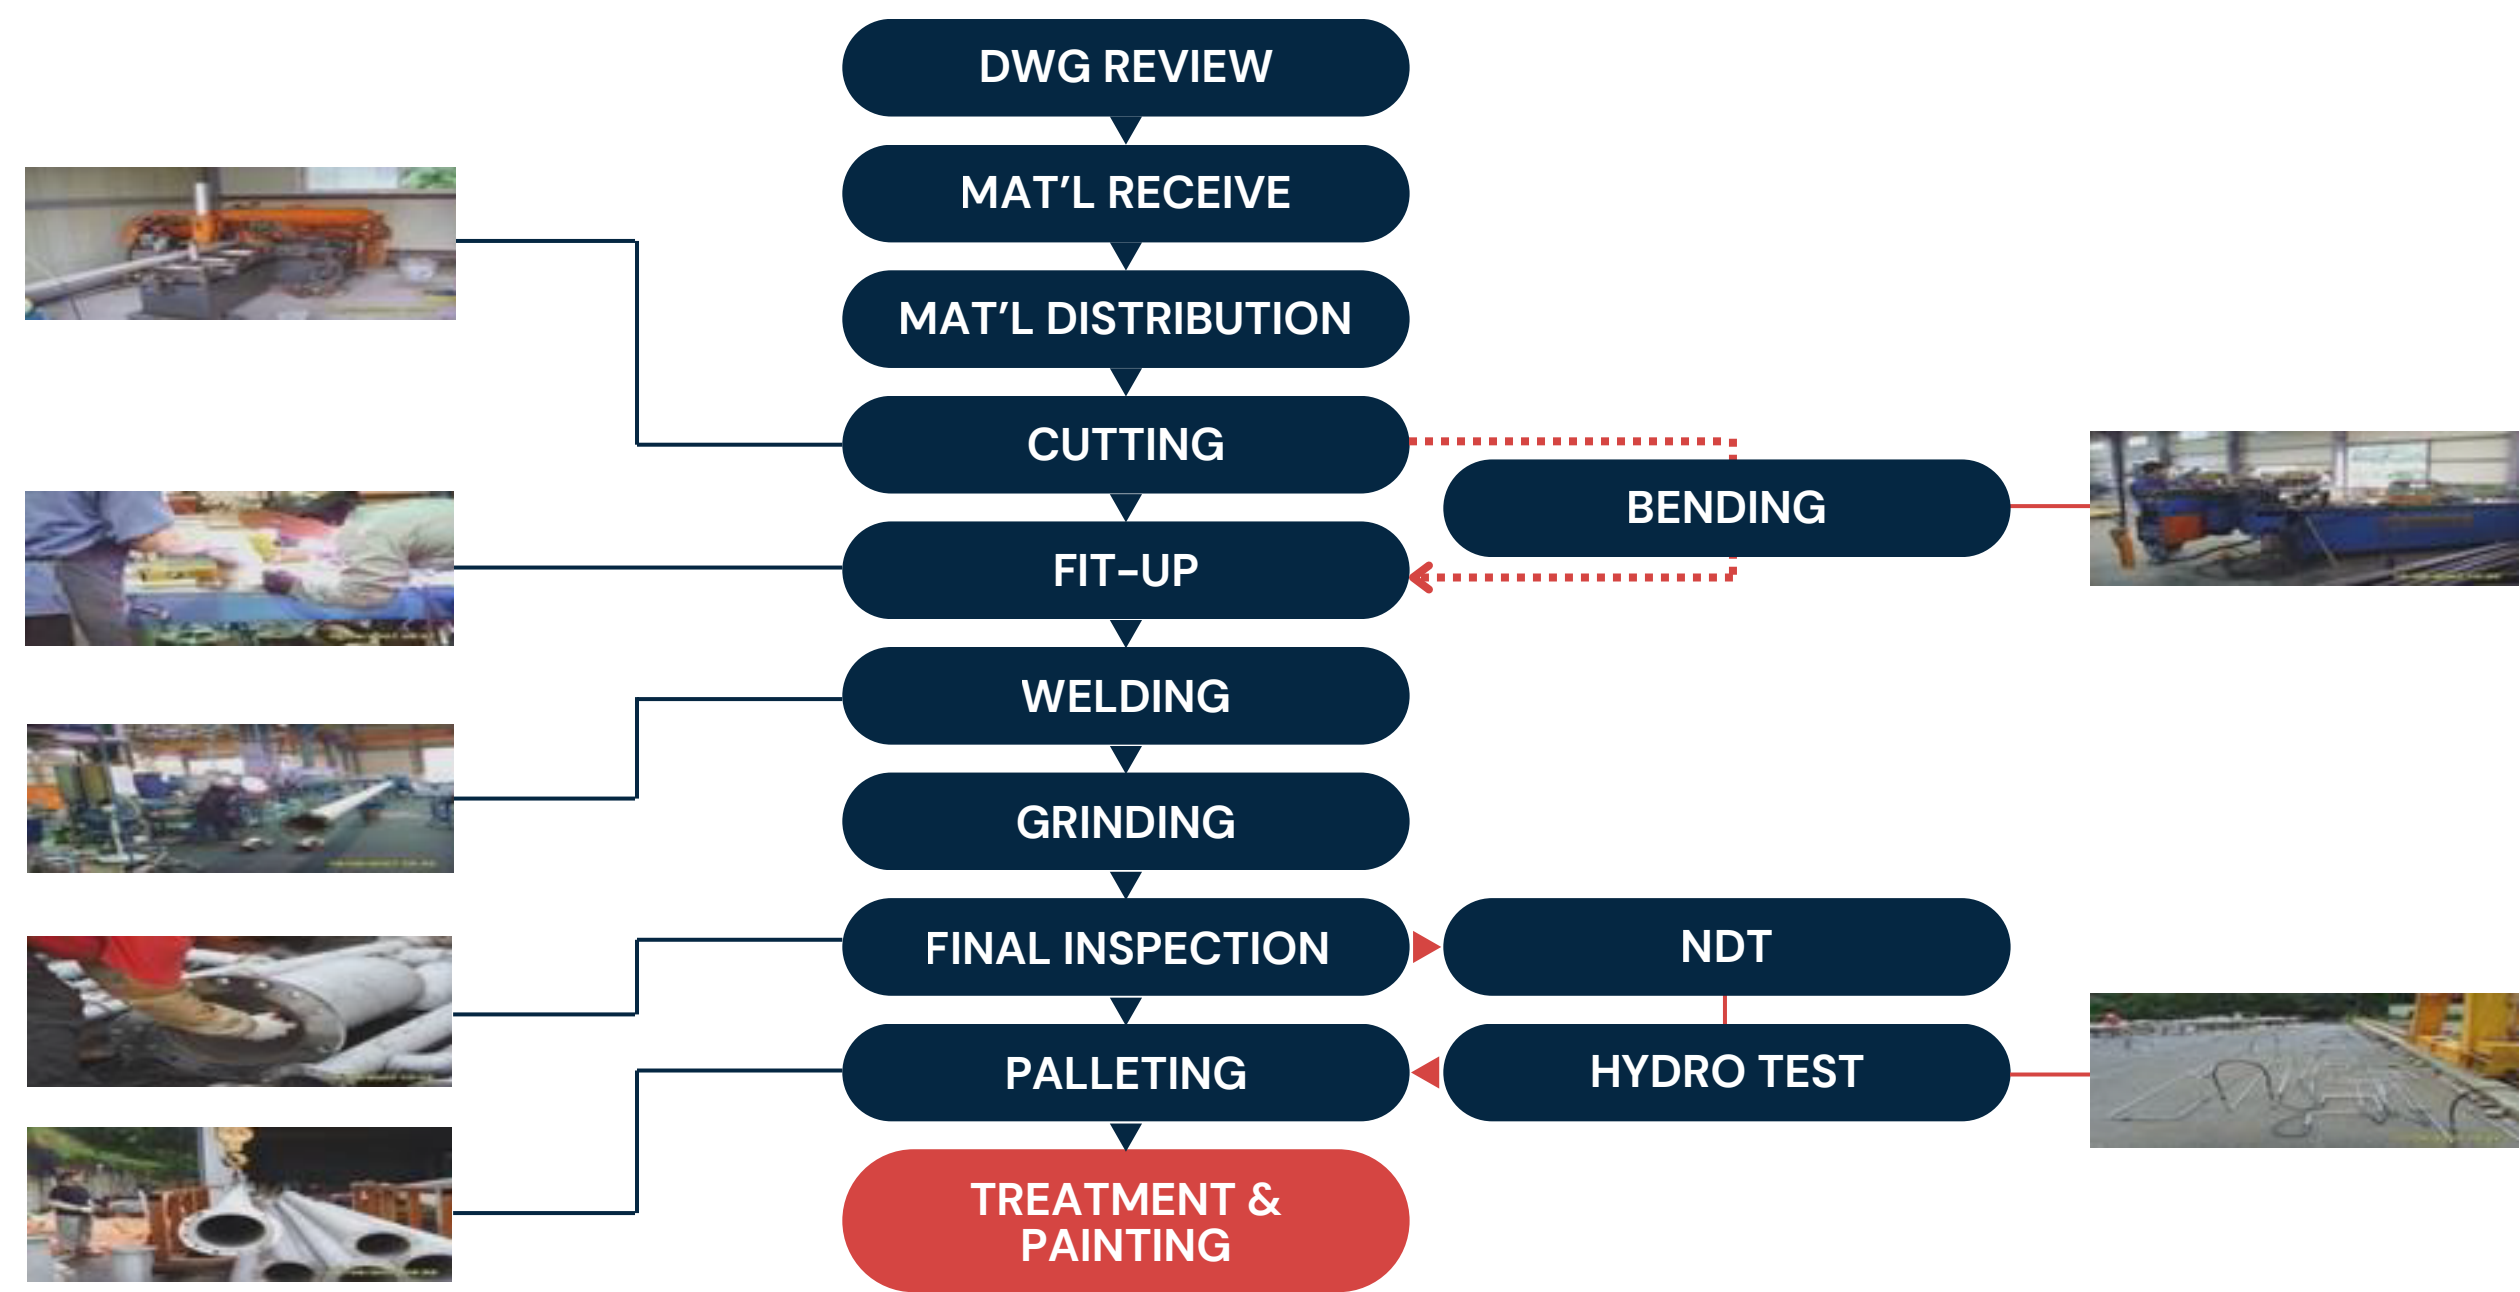 DWG REVIEW
MAT’L RECEIVE
MAT’L DISTRIBUTION
CUTTING
BENDING
FIT-UP
WELDING
GRINDING
FINAL INSPECTION
NDT
PALLETING
HYDRO TEST
TREATMENT &
PAINTING